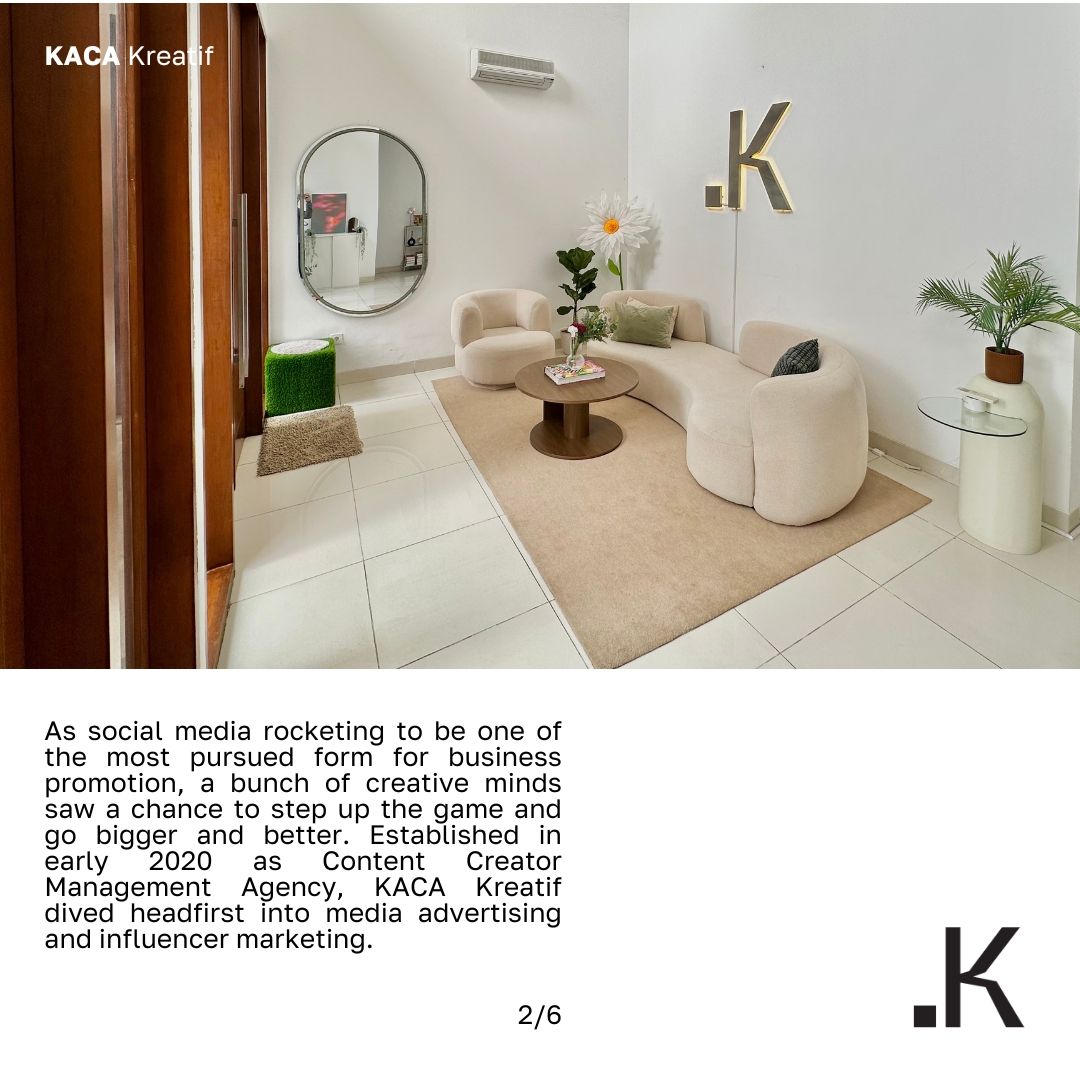 KACA Kreatif
.K
As social media rocketing to be one of
the most pursued form for business
promotion, a bunch of creative minds
saw a chance to step up the game and
go bigger and better. Established in
early 2020 as Content Creator
Management Agency, KACA Kreatif
dived headfirst into media advertising
and influencer marketing.
2/6
.K